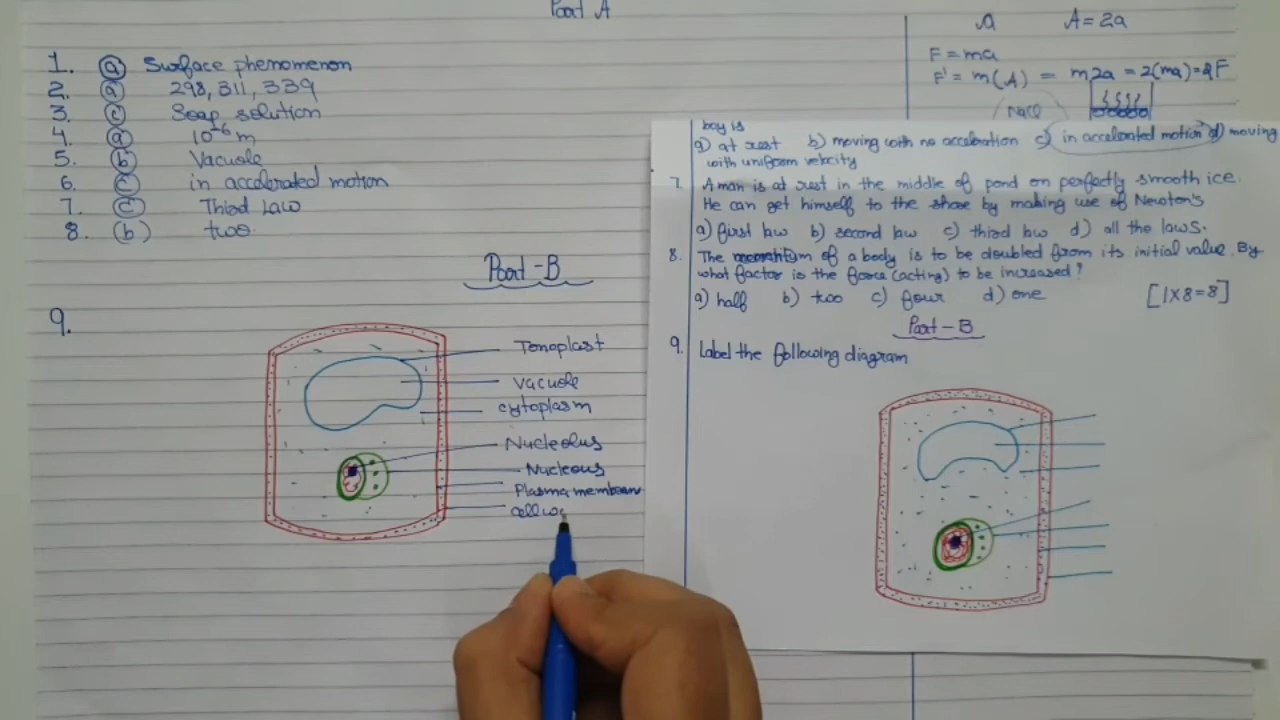 Part A
1. (a) Surface phenomenon
2. (a) 298, 311, 339
3. (c) Soap solution
4. (a) 10⁻⁶ m
5. (b) Vacuole
6. (c) in accelerated motion
7. (c) Third Law
8. (b) two
Part-B
9.
Tonoplast
Vacuole
cytoplasm
Nucleolus
Nucleous
Plasma membran
cell wa
a A = 2a
F = ma
F' = m(A) = m2a = 2(ma) = 2F
NaCl
boy is
a) at rest b) moving with no acceleration c) in accelerated motion d) moving
with uniform velocity
7. A man is at rest in the middle of pond on perfectly smooth ice.
He can get himself to the shore by making use of Newton's
a) first law b) second law c) third law d) all the laws.
8. The momentum of a body is to be doubled from its initial value. By
what factor is the force (acting) to be increased?
a) half b) two c) four d) one [1X8=8]
Part-B
9. Label the following diagram